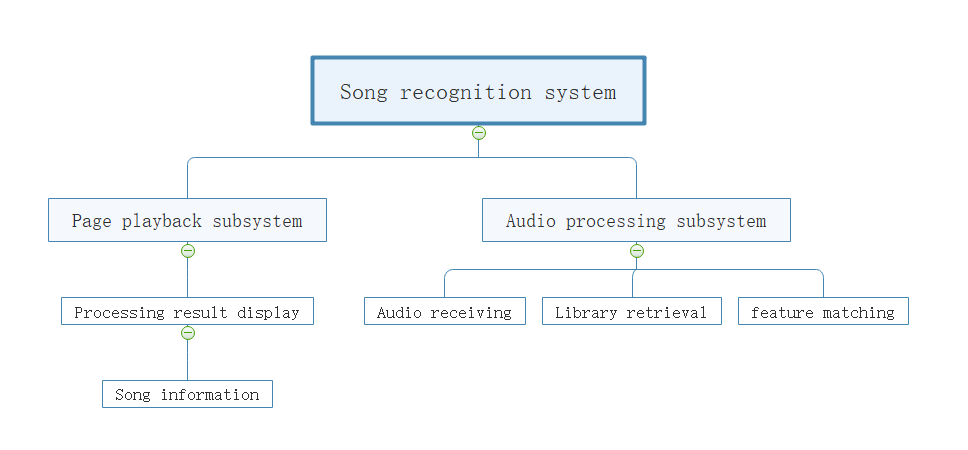 Song recognition system
Page playback subsystem
Audio processing subsystem
Processing result display
Audio receiving
Library retrieval
feature matching
Song information